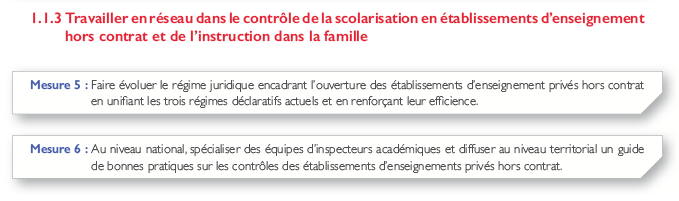 1.1.3 Travailler en réseau dans le contrôle de la scolarisation en établissements d'enseignement
hors contrat et de l'instruction dans la famille
Mesure 5 : Faire évoluer le régime juridique encadrant l'ouverture des établissements d'enseignement privés hors contrat
en unifiant les trois régimes déclaratifs actuels et en renforçant leur efficience.
Mesure 6 : Au niveau national, spécialiser des équipes d'inspecteurs académiques et diffuser au niveau territorial un guide
de bonnes pratiques sur les contrôles des établissements d'enseignements privés hors contrat.